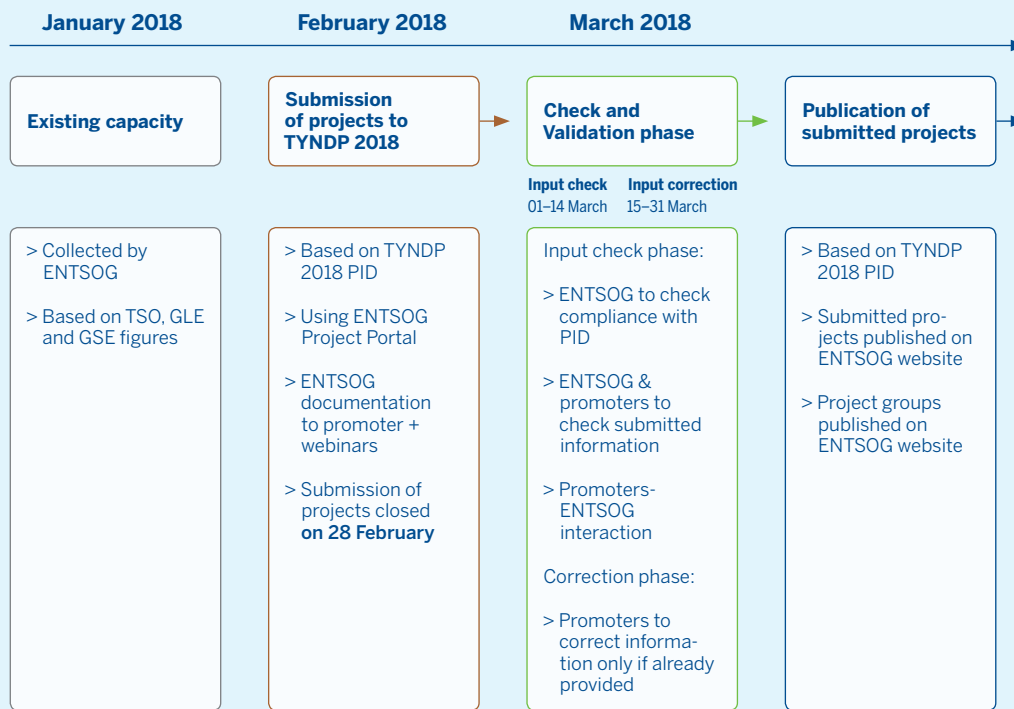 January 2018
February 2018
March 2018
Existing capacity
Submission
of projects to
TYNDP 2018
Check and
Validation phase
Publication of
submitted projects
Input check
01–14 March
Input correction
15–31 March
> Collected by
ENTSOG
> Based on TSO, GLE
and GSE figures
> Based on TYNDP
2018 PID
> Using ENTSOG
Project Portal
> ENTSOG
documentation
to promoter +
webinars
> Submission of
projects closed
on 28 February
Input check phase:
> ENTSOG to check
compliance with
PID
> ENTSOG &
promoters to
check submitted
information
> Promoters-
ENTSOG
interaction
Correction phase:
> Promoters to
correct informa-
tion only if already
provided
> Based on TYNDP
2018 PID
> Submitted pro-
jects published on
ENTSOG website
> Project groups
published on
ENTSOG website